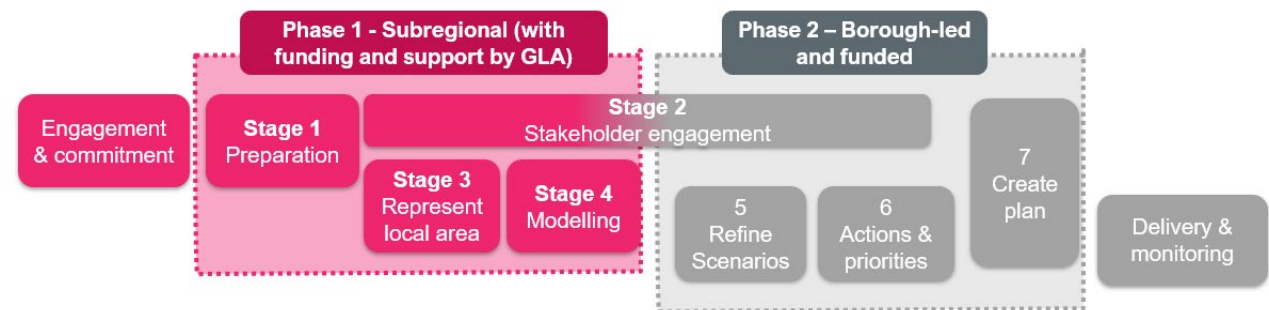 Phase 1 - Subregional (with
funding and support by GLA)
Phase 2 – Borough-led
and funded
Engagement
& commitment
Stage 1
Preparation
Stage 2
Stakeholder engagement
Stage 3
Represent
local area
Stage 4
Modelling
5
Refine
Scenarios
6
Actions &
priorities
7
Create
plan
Delivery &
monitoring